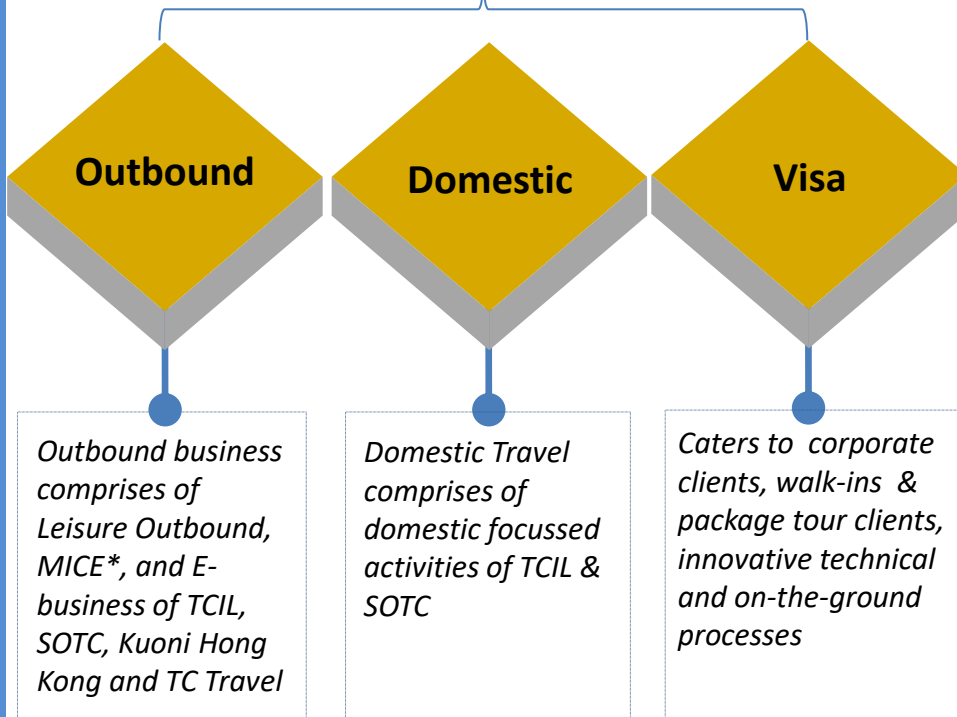 Outbound
Domestic
Visa
Outbound business
comprises of
Leisure Outbound,
MICE*, and E-
business of TCIL,
SOTC, Kuoni Hong
Kong and TC Travel
Domestic Travel
comprises of
domestic focussed
activities of TCIL &
SOTC
Caters to corporate
clients, walk-ins &
package tour clients,
innovative technical
and on-the-ground
processes